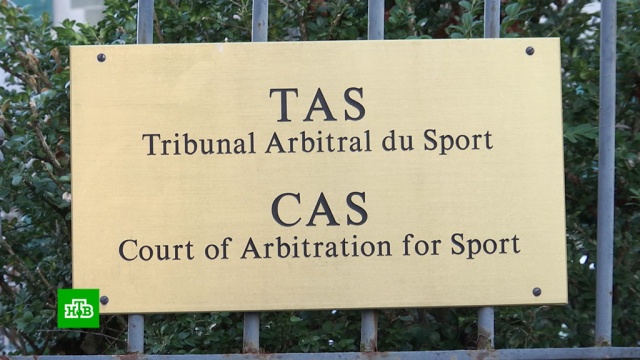 TAS
Tribunal Arbitral du Sport
CAS
Court of Arbitration for Sport
НТВ